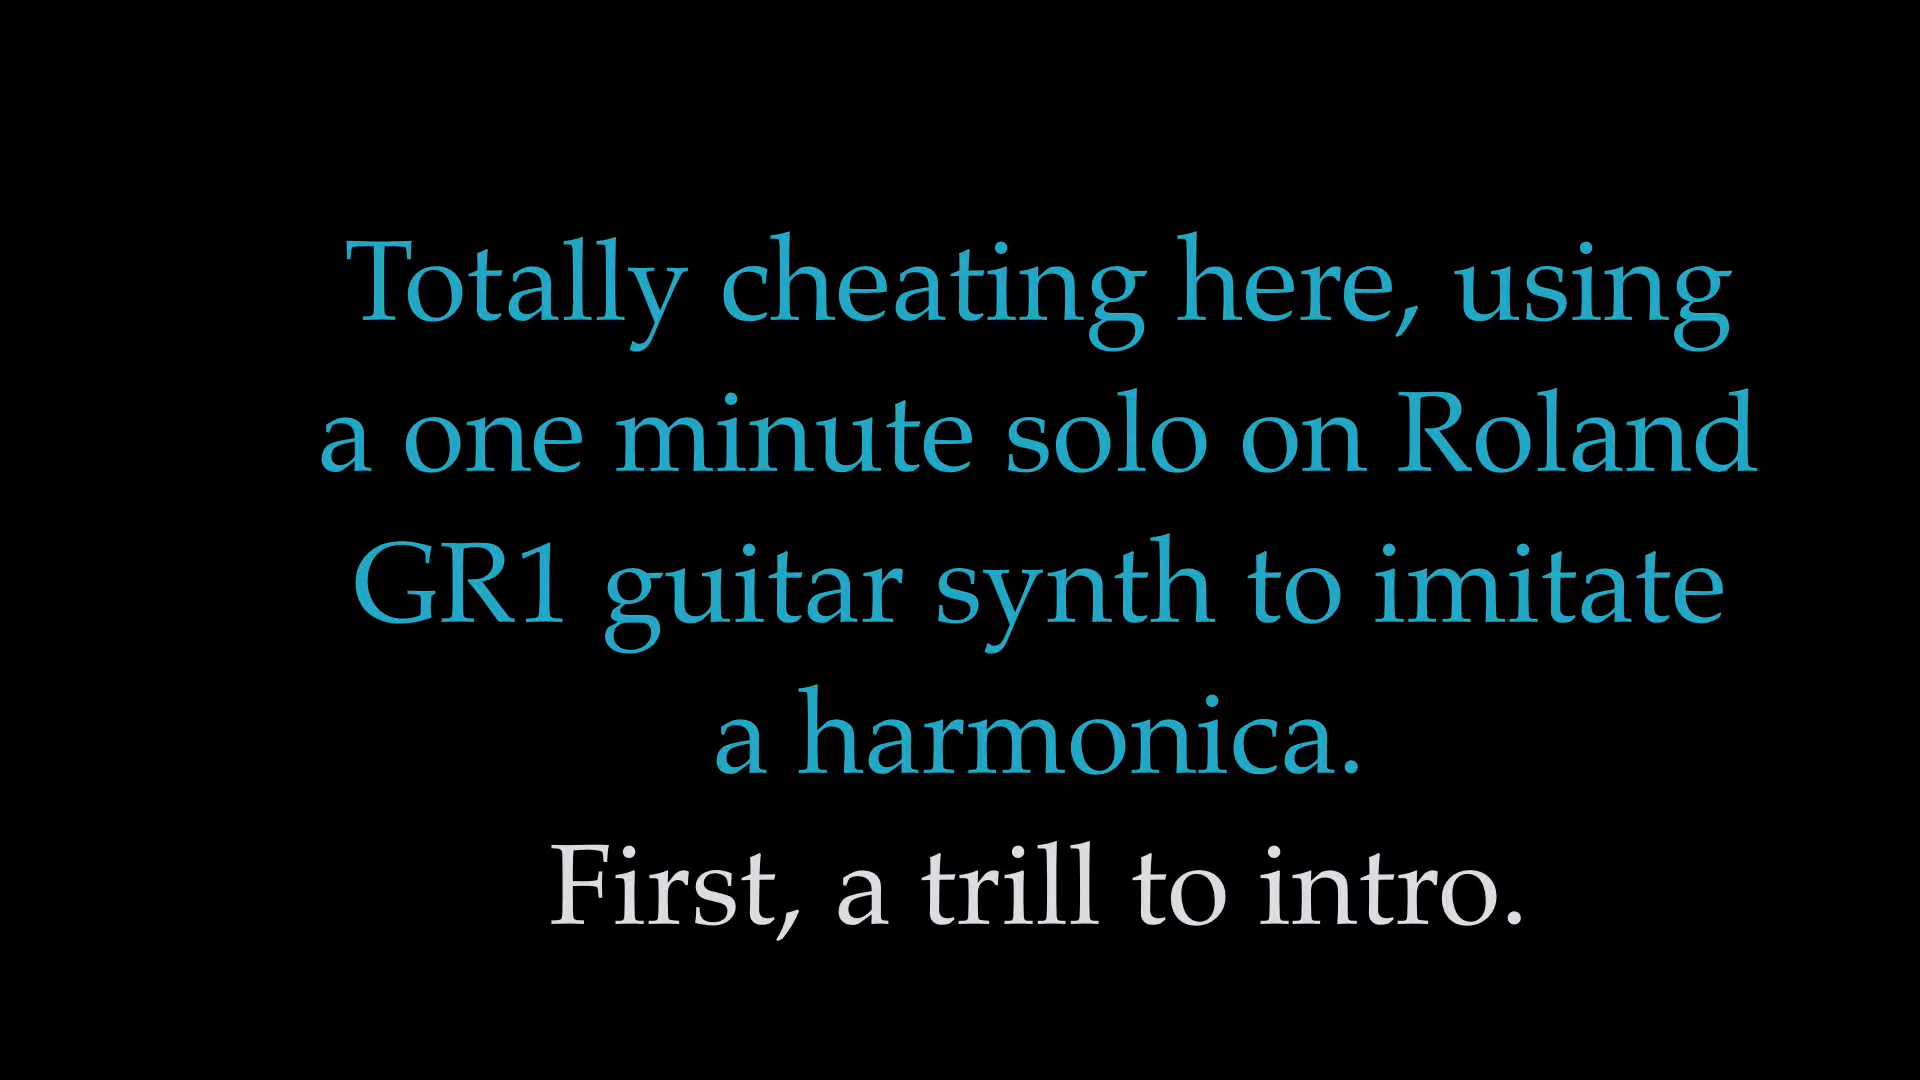 Totally cheating here, using
a one minute solo on Roland
GR1 guitar synth to imitate
a harmonica.
First, a trill to intro.